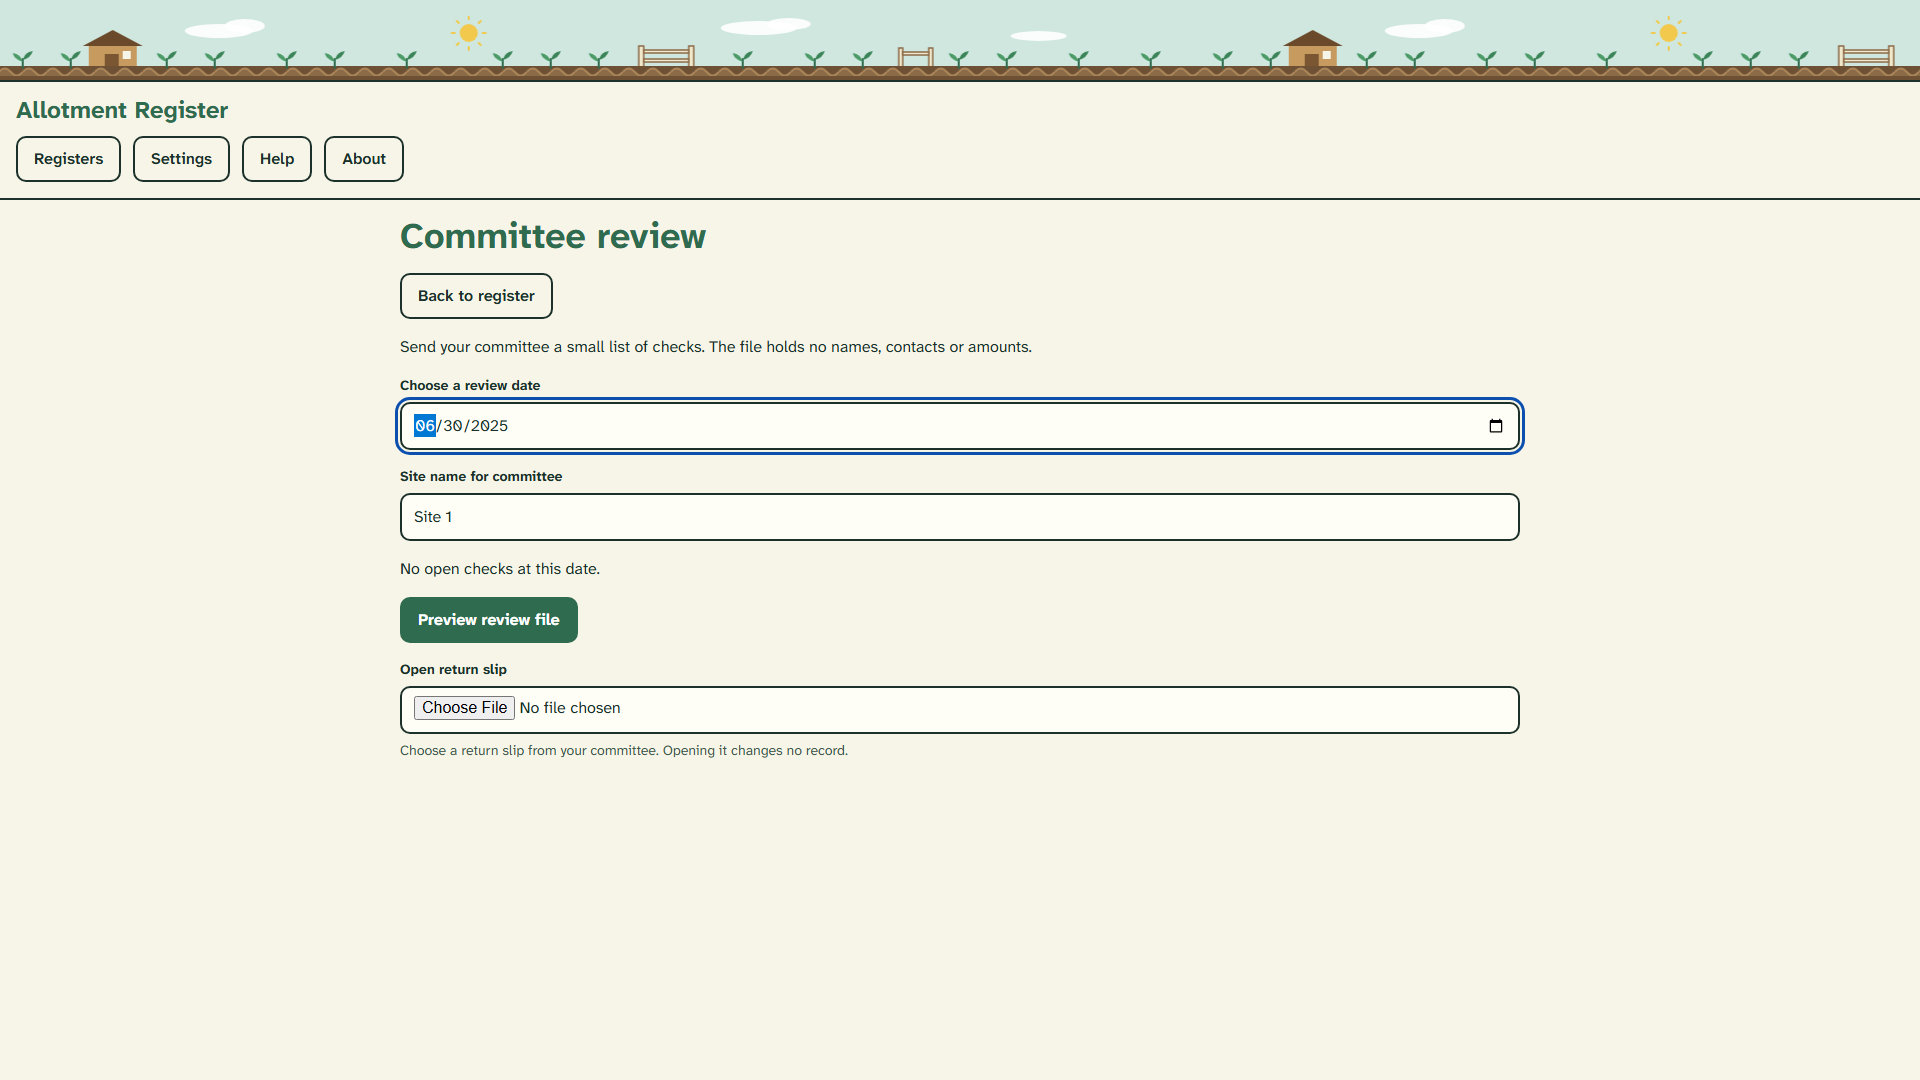 Allotment Register
Registers Settings Help About
Committee review
Back to register
Send your committee a small list of checks. The file holds no names, contacts or amounts.
Choose a review date
06/30/2025
Site name for committee
Site 1
No open checks at this date.
Preview review file
Open return slip
Choose File No file chosen
Choose a return slip from your committee. Opening it changes no record.